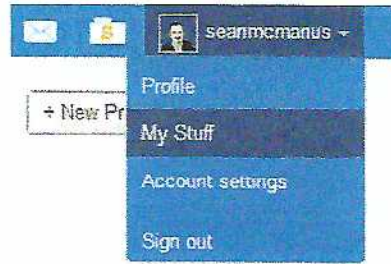 seanmcmanus
+ New Pr
Profile
My Stuff
Account settings
Sign out